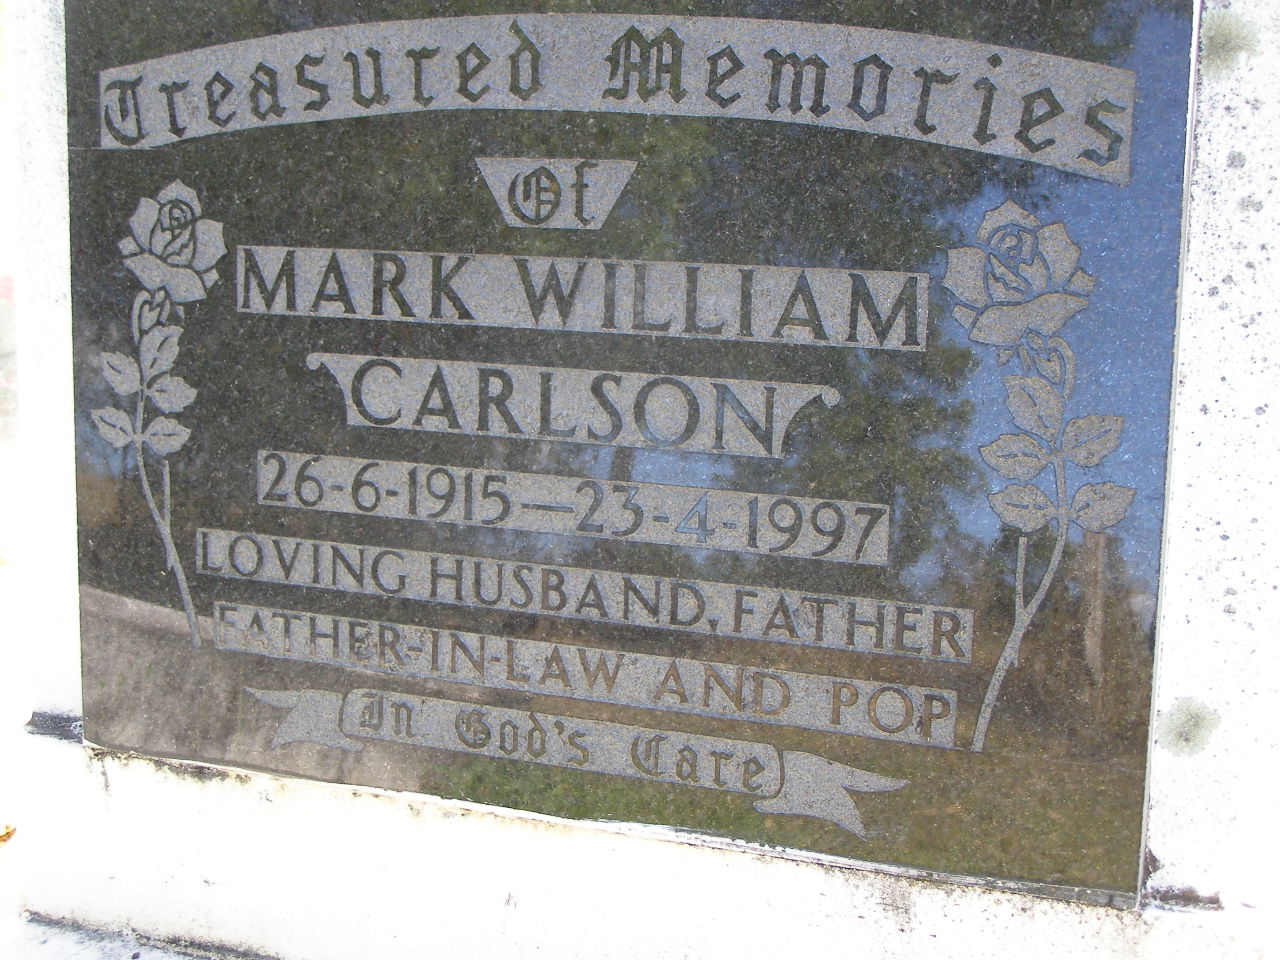 Treasured Memories
Of
MARK WILLIAM
CARLSON
26-6-1915—23-4-1997
LOVING HUSBAND, FATHER
FATHER-IN-LAW AND POP
In God's Care